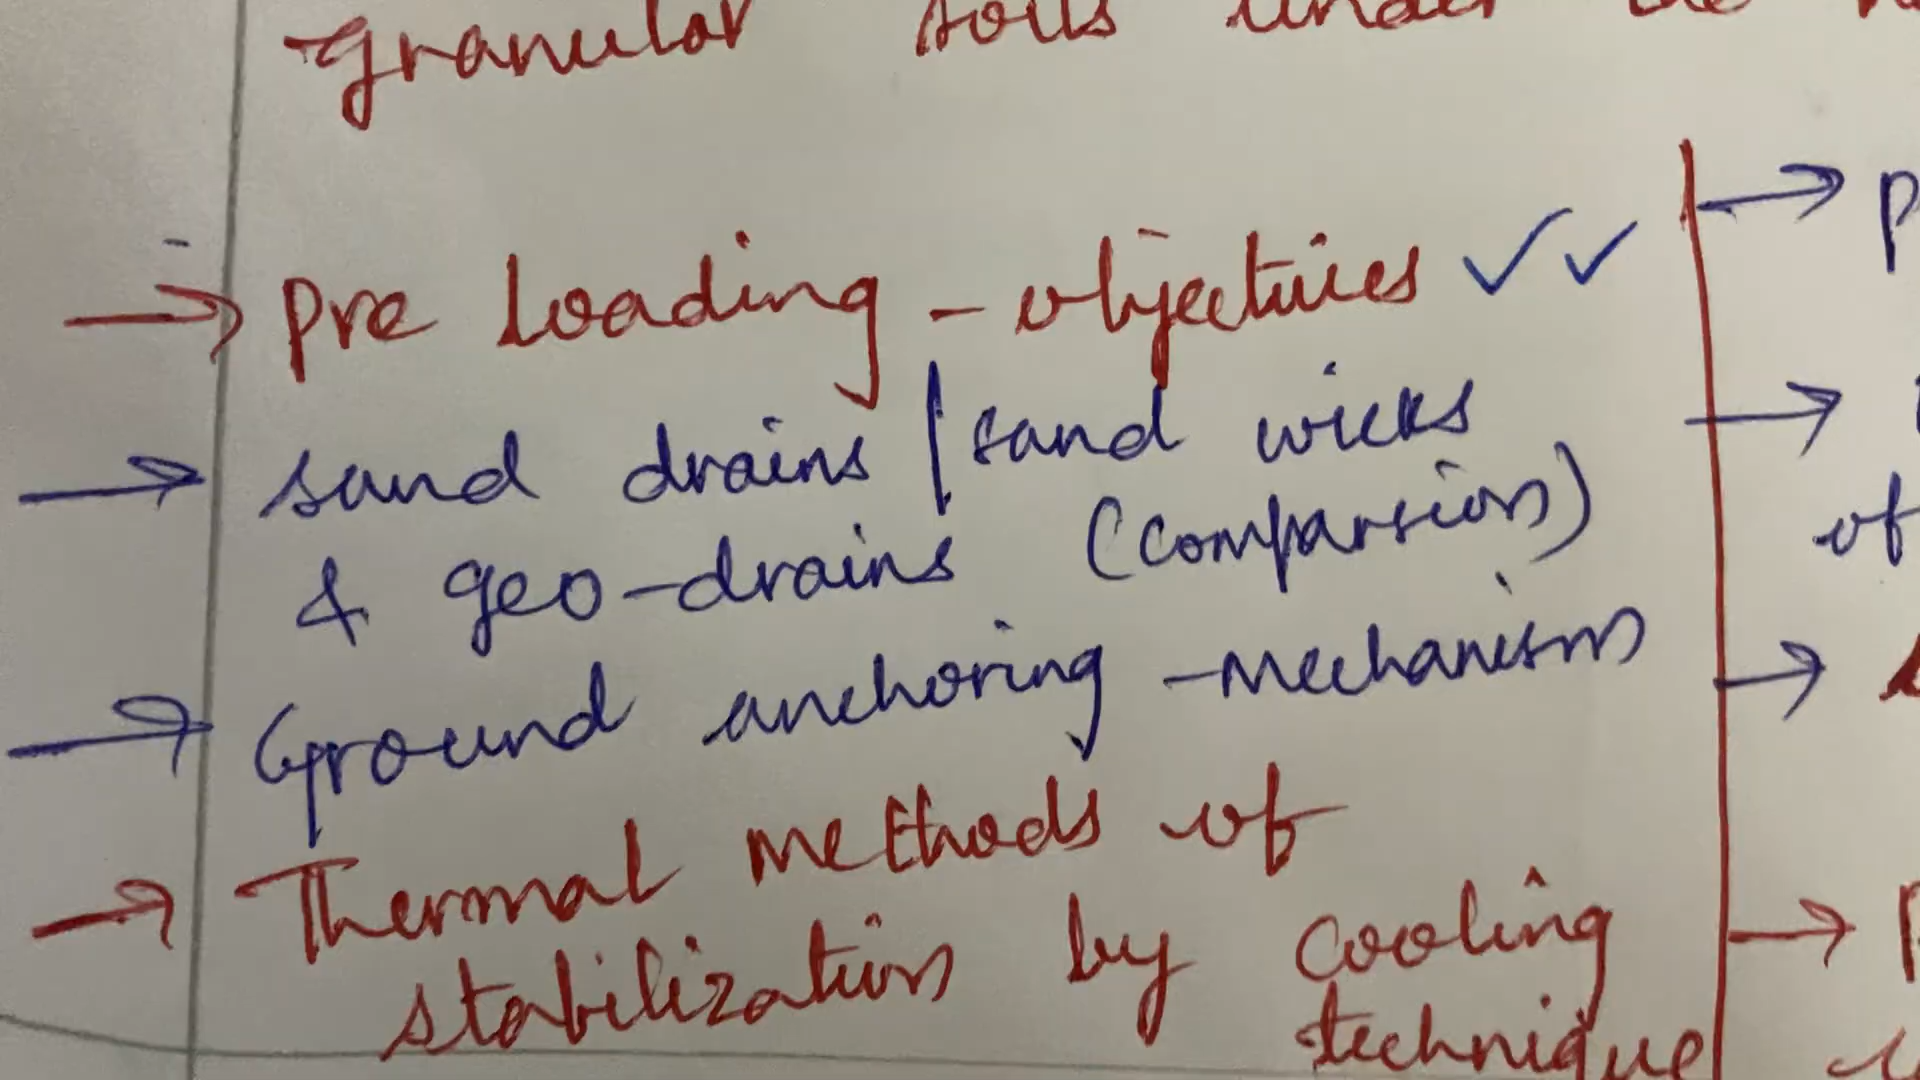 granular soils under
→ Pre loading - objectives ✓✓
→ sand drains / sand wicks
& geo-drains (comparsion)
→ Ground anchoring - mechanism
→ Thermal methods of
stabilization by cooling
technique
→ P
→
of
→
→ P